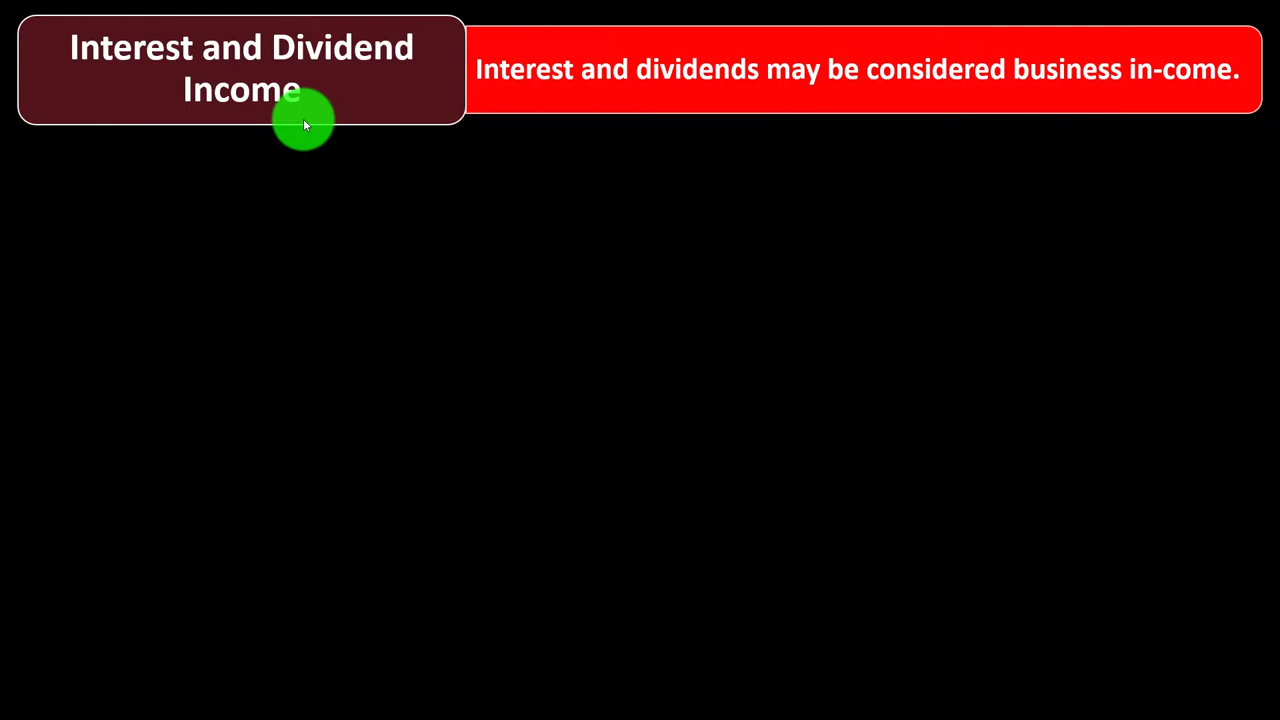 Interest and Dividend
Income
Interest and dividends may be considered business in-come.